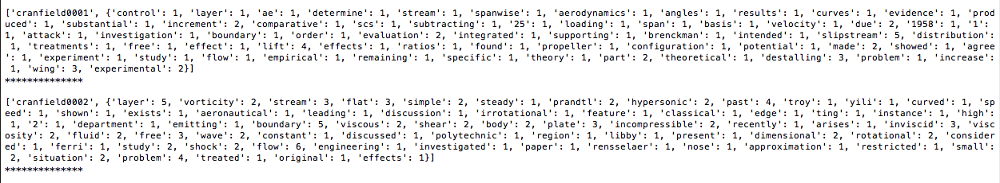 ['cranfield0001', {'control': 1, 'layer': 1, 'ae': 1, 'determine': 1, 'stream': 1, 'spanwise': 1, 'aerodynamics': 1, 'angles': 1, 'results': 1, 'curves': 1, 'evidence': 1, 'prod
uced': 1, 'substantial': 1, 'increment': 2, 'comparative': 1, 'scs': 1, 'subtracting': 1, '25': 1, 'loading': 1, 'span': 1, 'basis': 1, 'velocity': 1, 'due': 2, '1958': 1, '1':
1, 'attack': 1, 'investigation': 1, 'boundary': 1, 'order': 1, 'evaluation': 2, 'integrated': 1, 'supporting': 1, 'brenckman': 1, 'intended': 1, 'slipstream': 5, 'distribution'
: 1, 'treatments': 1, 'free': 1, 'effect': 1, 'lift': 4, 'effects': 1, 'ratios': 1, 'found': 1, 'propeller': 1, 'configuration': 1, 'potential': 1, 'made': 2, 'showed': 1, 'agree
': 1, 'experiment': 1, 'study': 1, 'flow': 1, 'empirical': 1, 'remaining': 1, 'specific': 1, 'theory': 1, 'part': 2, 'theoretical': 1, 'destalling': 3, 'problem': 1, 'increase':
1, 'wing': 3, 'experimental': 2}]
**************
['cranfield0002', {'layer': 5, 'vorticity': 2, 'stream': 3, 'flat': 3, 'simple': 2, 'steady': 1, 'prandtl': 2, 'hypersonic': 2, 'past': 4, 'troy': 1, 'yili': 1, 'curved': 1, 'sp
eed': 1, 'shown': 1, 'exists': 1, 'aeronautical': 1, 'leading': 1, 'discussion': 1, 'irrotational': 1, 'feature': 1, 'classical': 1, 'edge': 1, 'ting': 1, 'instance': 1, 'high':
1, '2': 1, 'department': 1, 'emitting': 1, 'boundary': 5, 'viscous': 2, 'shear': 2, 'body': 2, 'plate': 3, 'incompressible': 2, 'recently': 1, 'arises': 1, 'inviscid': 3, 'visc
osity': 2, 'fluid': 2, 'free': 3, 'wave': 2, 'constant': 1, 'discussed': 1, 'polytechnic': 1, 'region': 1, 'libby': 1, 'present': 1, 'dimensional': 2, 'rotational': 2, 'consider
ed': 1, 'ferri': 1, 'study': 2, 'shock': 2, 'flow': 6, 'engineering': 1, 'investigated': 1, 'paper': 1, 'rensselaer': 1, 'nose': 1, 'approximation': 1, 'restricted': 1, 'small':
2, 'situation': 2, 'problem': 4, 'treated': 1, 'original': 1, 'effects': 1}]
**************